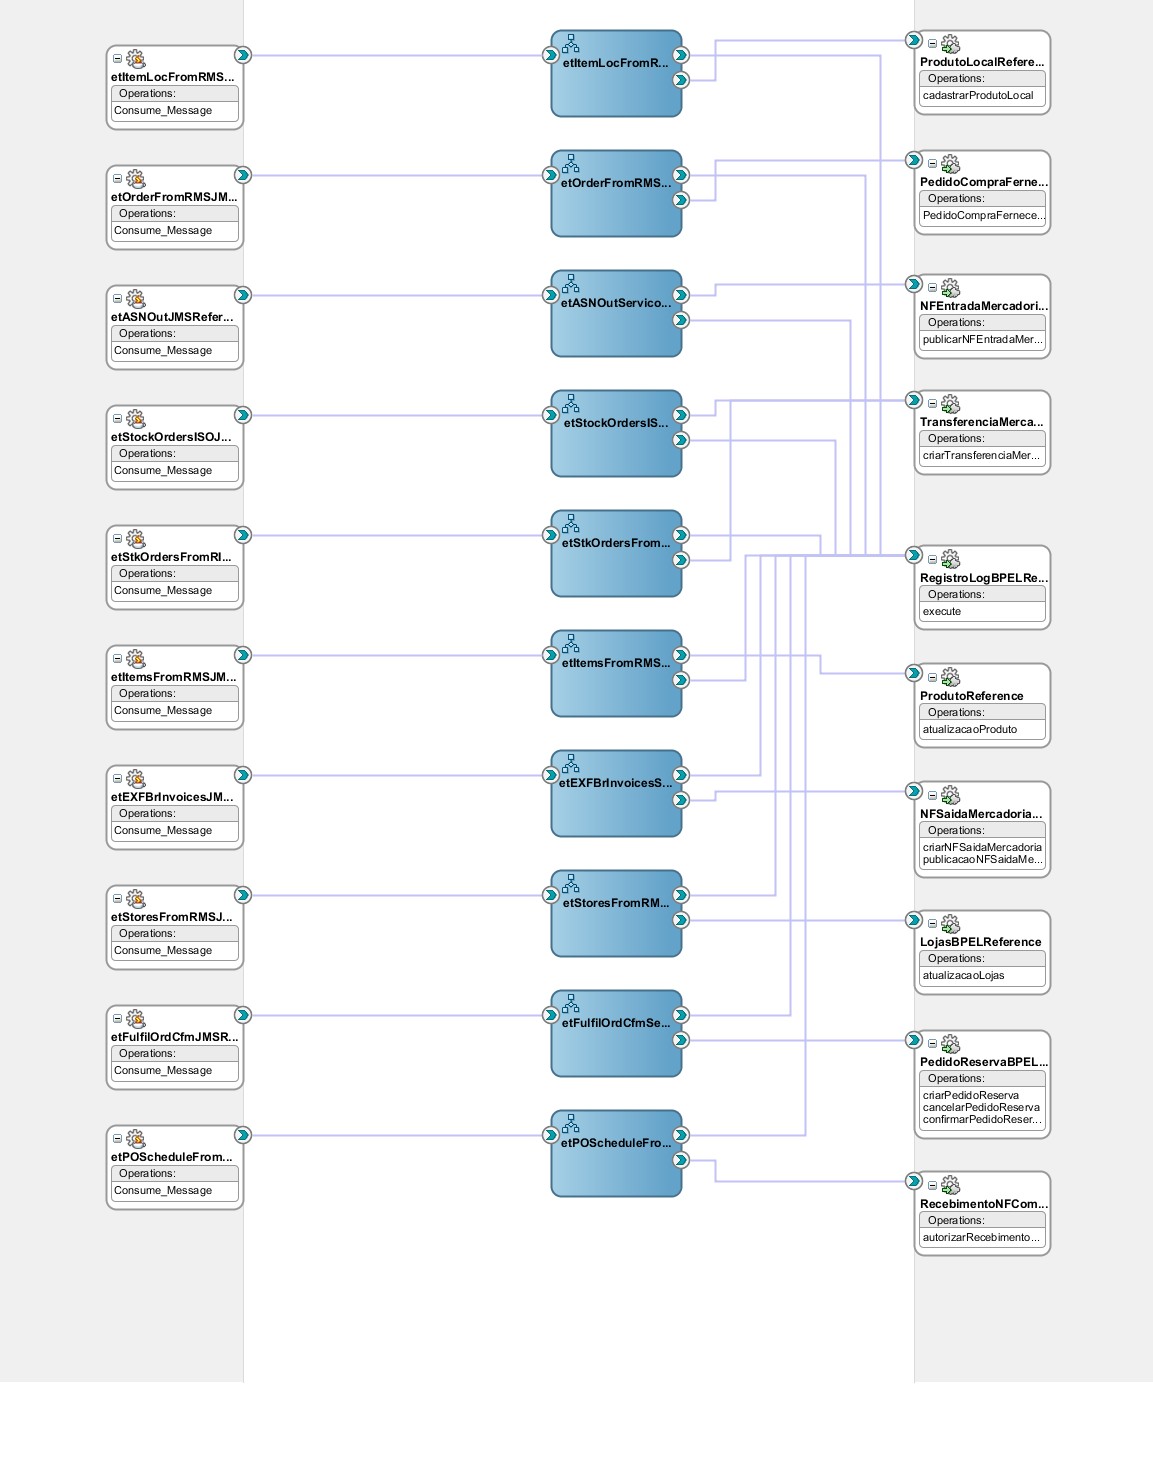 etItemLocFromRMS...
Operations:
Consume_Message
etItemLocFromR...
ProdutoLocalRefere...
Operations:
cadastrarProdutoLocal
etOrderFromRMSJM...
Operations:
Consume_Message
etOrderFromRMS...
PedidoCompraFerne...
Operations:
PedidoCompraFernece...
etASNOutJMSRefer...
Operations:
Consume_Message
etASNOutServico...
NFEntradaMercadori...
Operations:
publicarNFEntradaMer...
etStockOrdersISOJ...
Operations:
Consume_Message
etStockOrdersIS...
TransferenciaMerca...
Operations:
criarTransferenciaMer...
etStkOrdersFromRI...
Operations:
Consume_Message
etStkOrdersFrom...
RegistroLogBPELRe...
Operations:
execute
etItemsFromRMSJM...
Operations:
Consume_Message
etItemsFromRMS...
ProdutoReference
Operations:
atualizacaoProduto
etEXFBrInvoicesJM...
Operations:
Consume_Message
etEXFBrInvoicesS...
NFSaidaMercadoria...
Operations:
criarNFSaidaMercadoria
publicacaoNFSaidaMe...
etStoresFromRMSJ...
Operations:
Consume_Message
etStoresFromRM...
LojasBPELReference
Operations:
atualizacaoLojas
etFulfilOrdCfmJMSR...
Operations:
Consume_Message
etFulfilOrdCfmSe...
PedidoReservaBPEL...
Operations:
criarPedidoReserva
cancelarPedidoReserva
confirmarPedidoReser...
etPOScheduleFrom...
Operations:
Consume_Message
etPOScheduleFro...
RecebimentoNFCom...
Operations:
autorizarRecebimento...